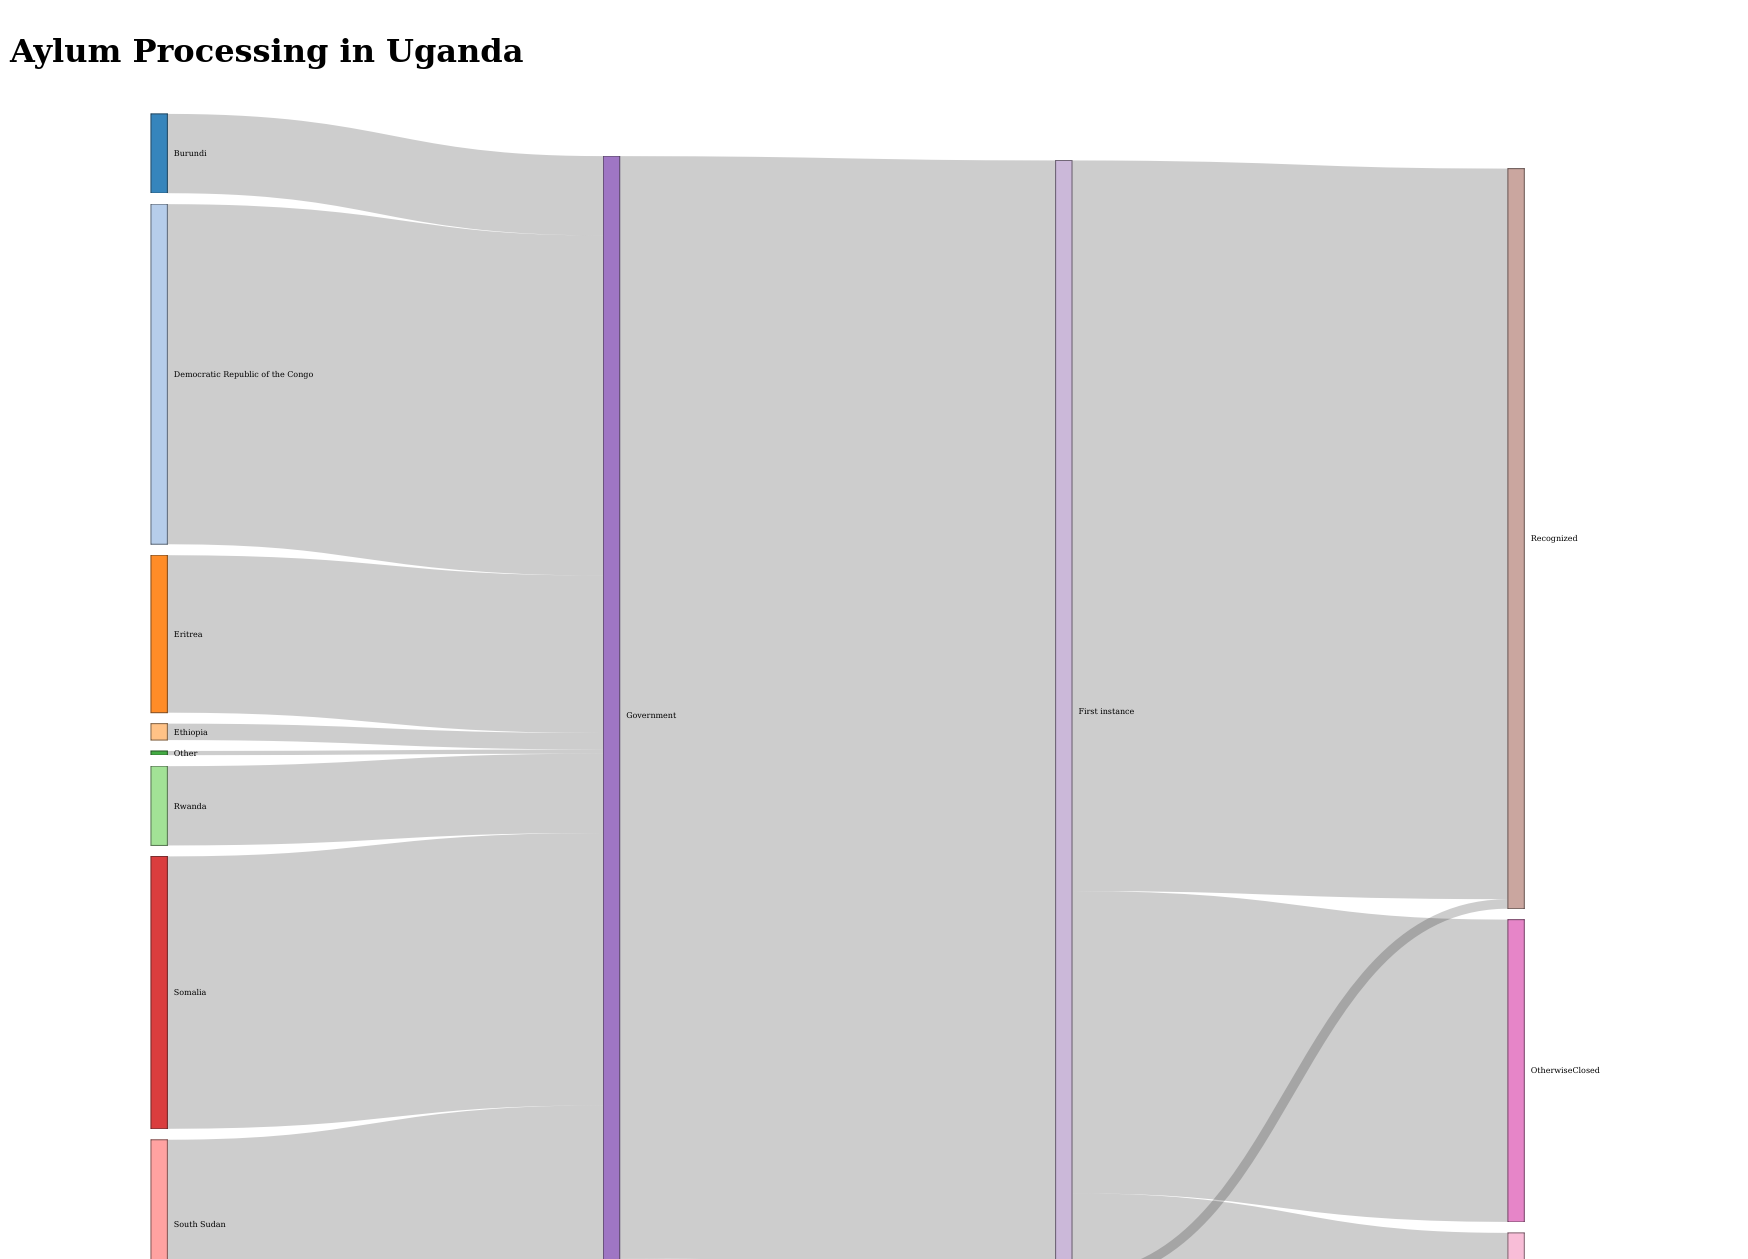 Aylum Processing in Uganda
Burundi
Democratic Republic of the Congo
Eritrea
Ethiopia
Other
Rwanda
Somalia
South Sudan
Government
First instance
Recognized
OtherwiseClosed